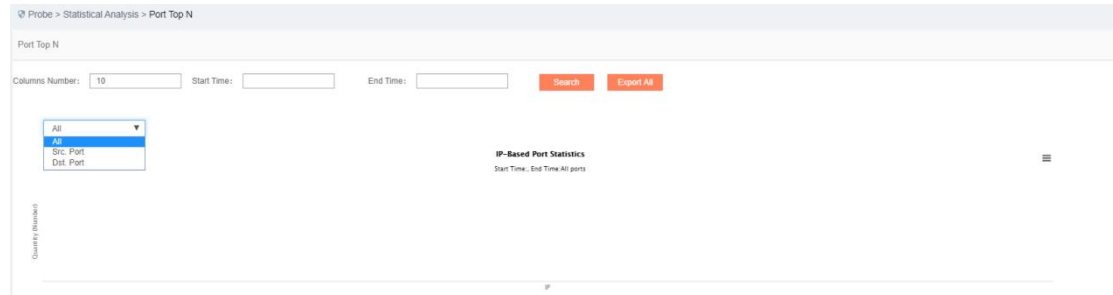 Probe > Statistical Analysis > Port Top N
Port Top N
Columns Number: 10 Start Time: End Time: Search Export All
All
All
Src. Port
Dst. Port
IP-Based Port Statistics
Start Time:, End Time:All ports
Quantity (Number)
IP